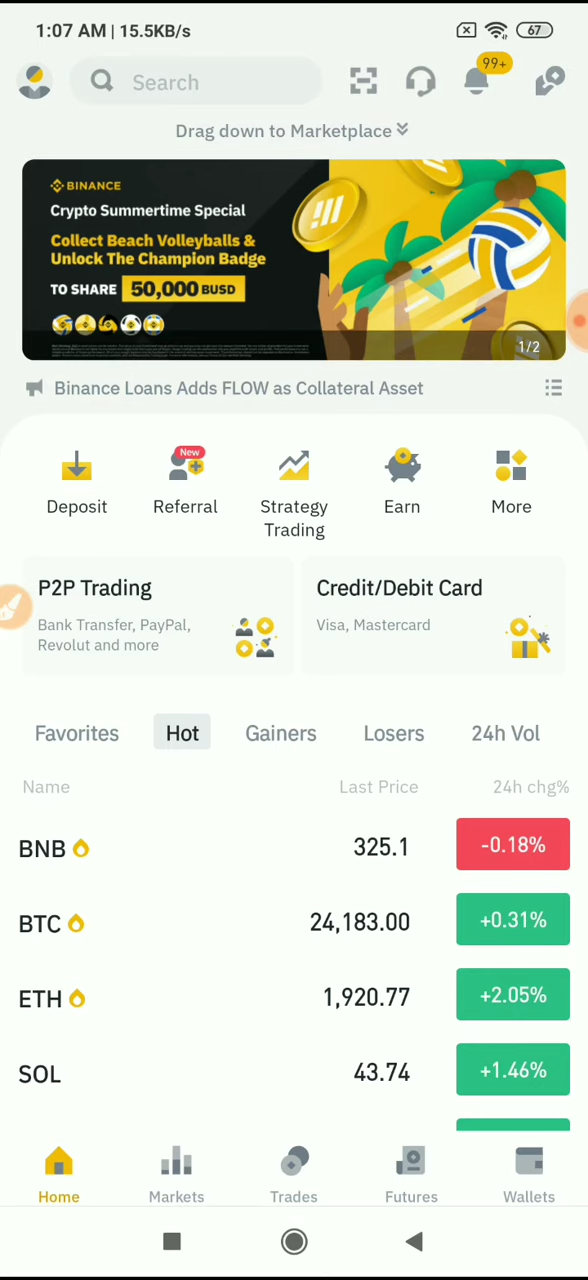 1:07 AM | 15.5KB/s
67
Search
99+
Drag down to Marketplace
BINANCE
Crypto Summertime Special
Collect Beach Volleyballs &
Unlock The Champion Badge
TO SHARE 50,000 BUSD
1/2
Binance Loans Adds FLOW as Collateral Asset
New
Deposit
Referral
Strategy
Trading
Earn
More
P2P Trading
Bank Transfer, PayPal,
Revolut and more
Credit/Debit Card
Visa, Mastercard
Favorites
Hot
Gainers
Losers
24h Vol
Name
Last Price
24h chg%
BNB
325.1
-0.18%
BTC
24,183.00
+0.31%
ETH
1,920.77
+2.05%
SOL
43.74
+1.46%
Home
Markets
Trades
Futures
Wallets